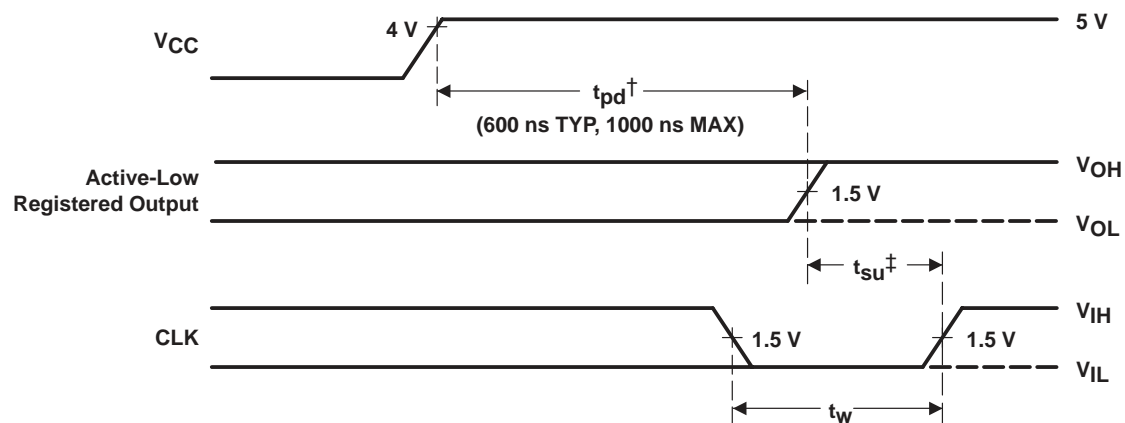 4 V
5 V
VCC
tpd†
(600 ns TYP, 1000 ns MAX)
VOH
Active-Low
Registered Output
1.5 V
VOL
tsu‡
VIH
CLK
1.5 V
1.5 V
VIL
tw